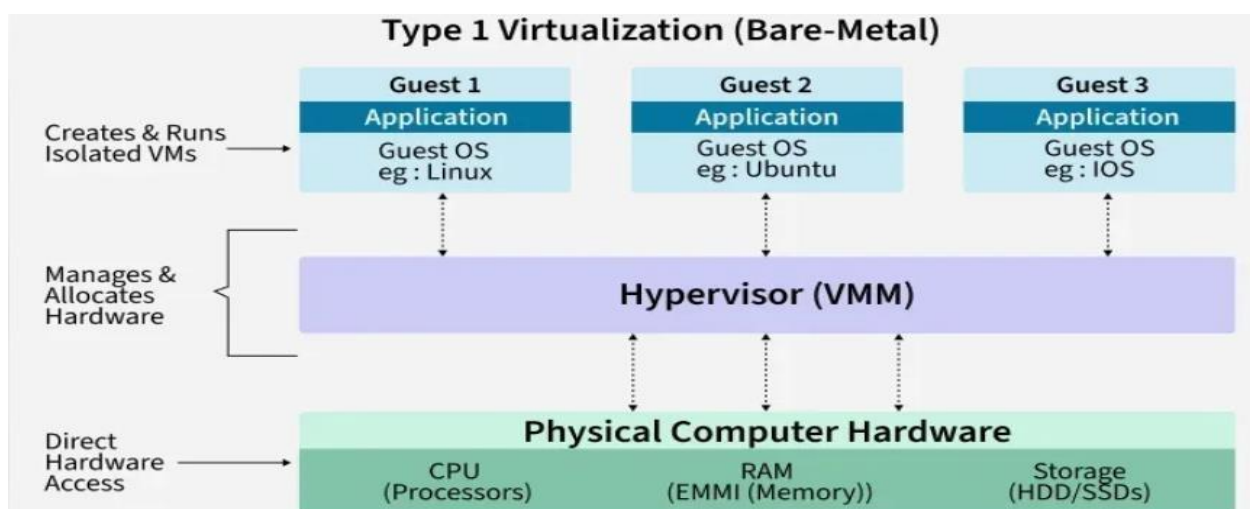 Type 1 Virtualization (Bare-Metal)
Guest 1
Application
Guest OS
eg : Linux
Guest 2
Application
Guest OS
eg : Ubuntu
Guest 3
Application
Guest OS
eg : IOS
Creates & Runs
Isolated VMs
Manages &
Allocates
Hardware
Hypervisor (VMM)
Direct
Hardware
Access
Physical Computer Hardware
CPU
(Processors)
RAM
(EMMI (Memory))
Storage
(HDD/SSDs)